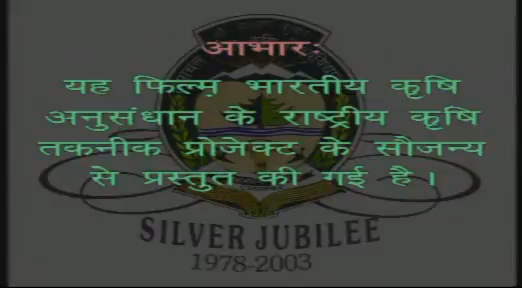 आभारः
यह फिल्म भारतीय कृषि
अनुसंधान के राष्ट्रीय कृषि
तकनीक प्रोजेक्ट के सौजन्य
से प्रस्तुत की गई है।
SILVER JUBILEE
1978-2003